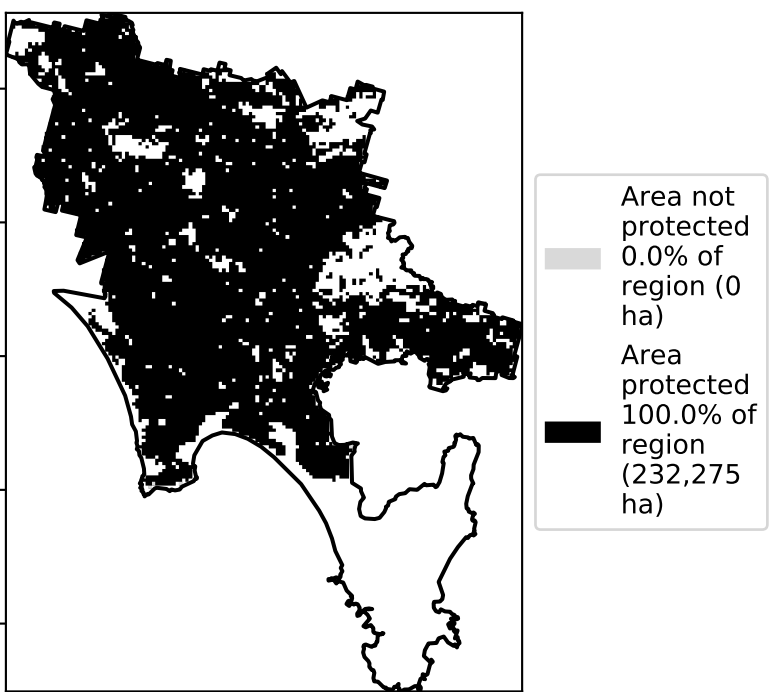 Area not
protected
0.0% of
region (0
ha)
Area
protected
100.0% of
region
(232,275
ha)